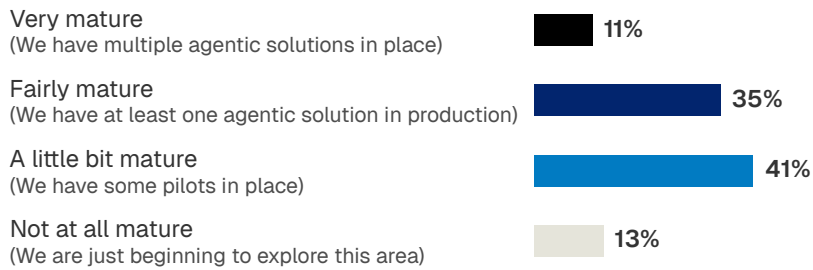 Very mature
(We have multiple agentic solutions in place)
11%
Fairly mature
(We have at least one agentic solution in production)
35%
A little bit mature
(We have some pilots in place)
41%
Not at all mature
(We are just beginning to explore this area)
13%